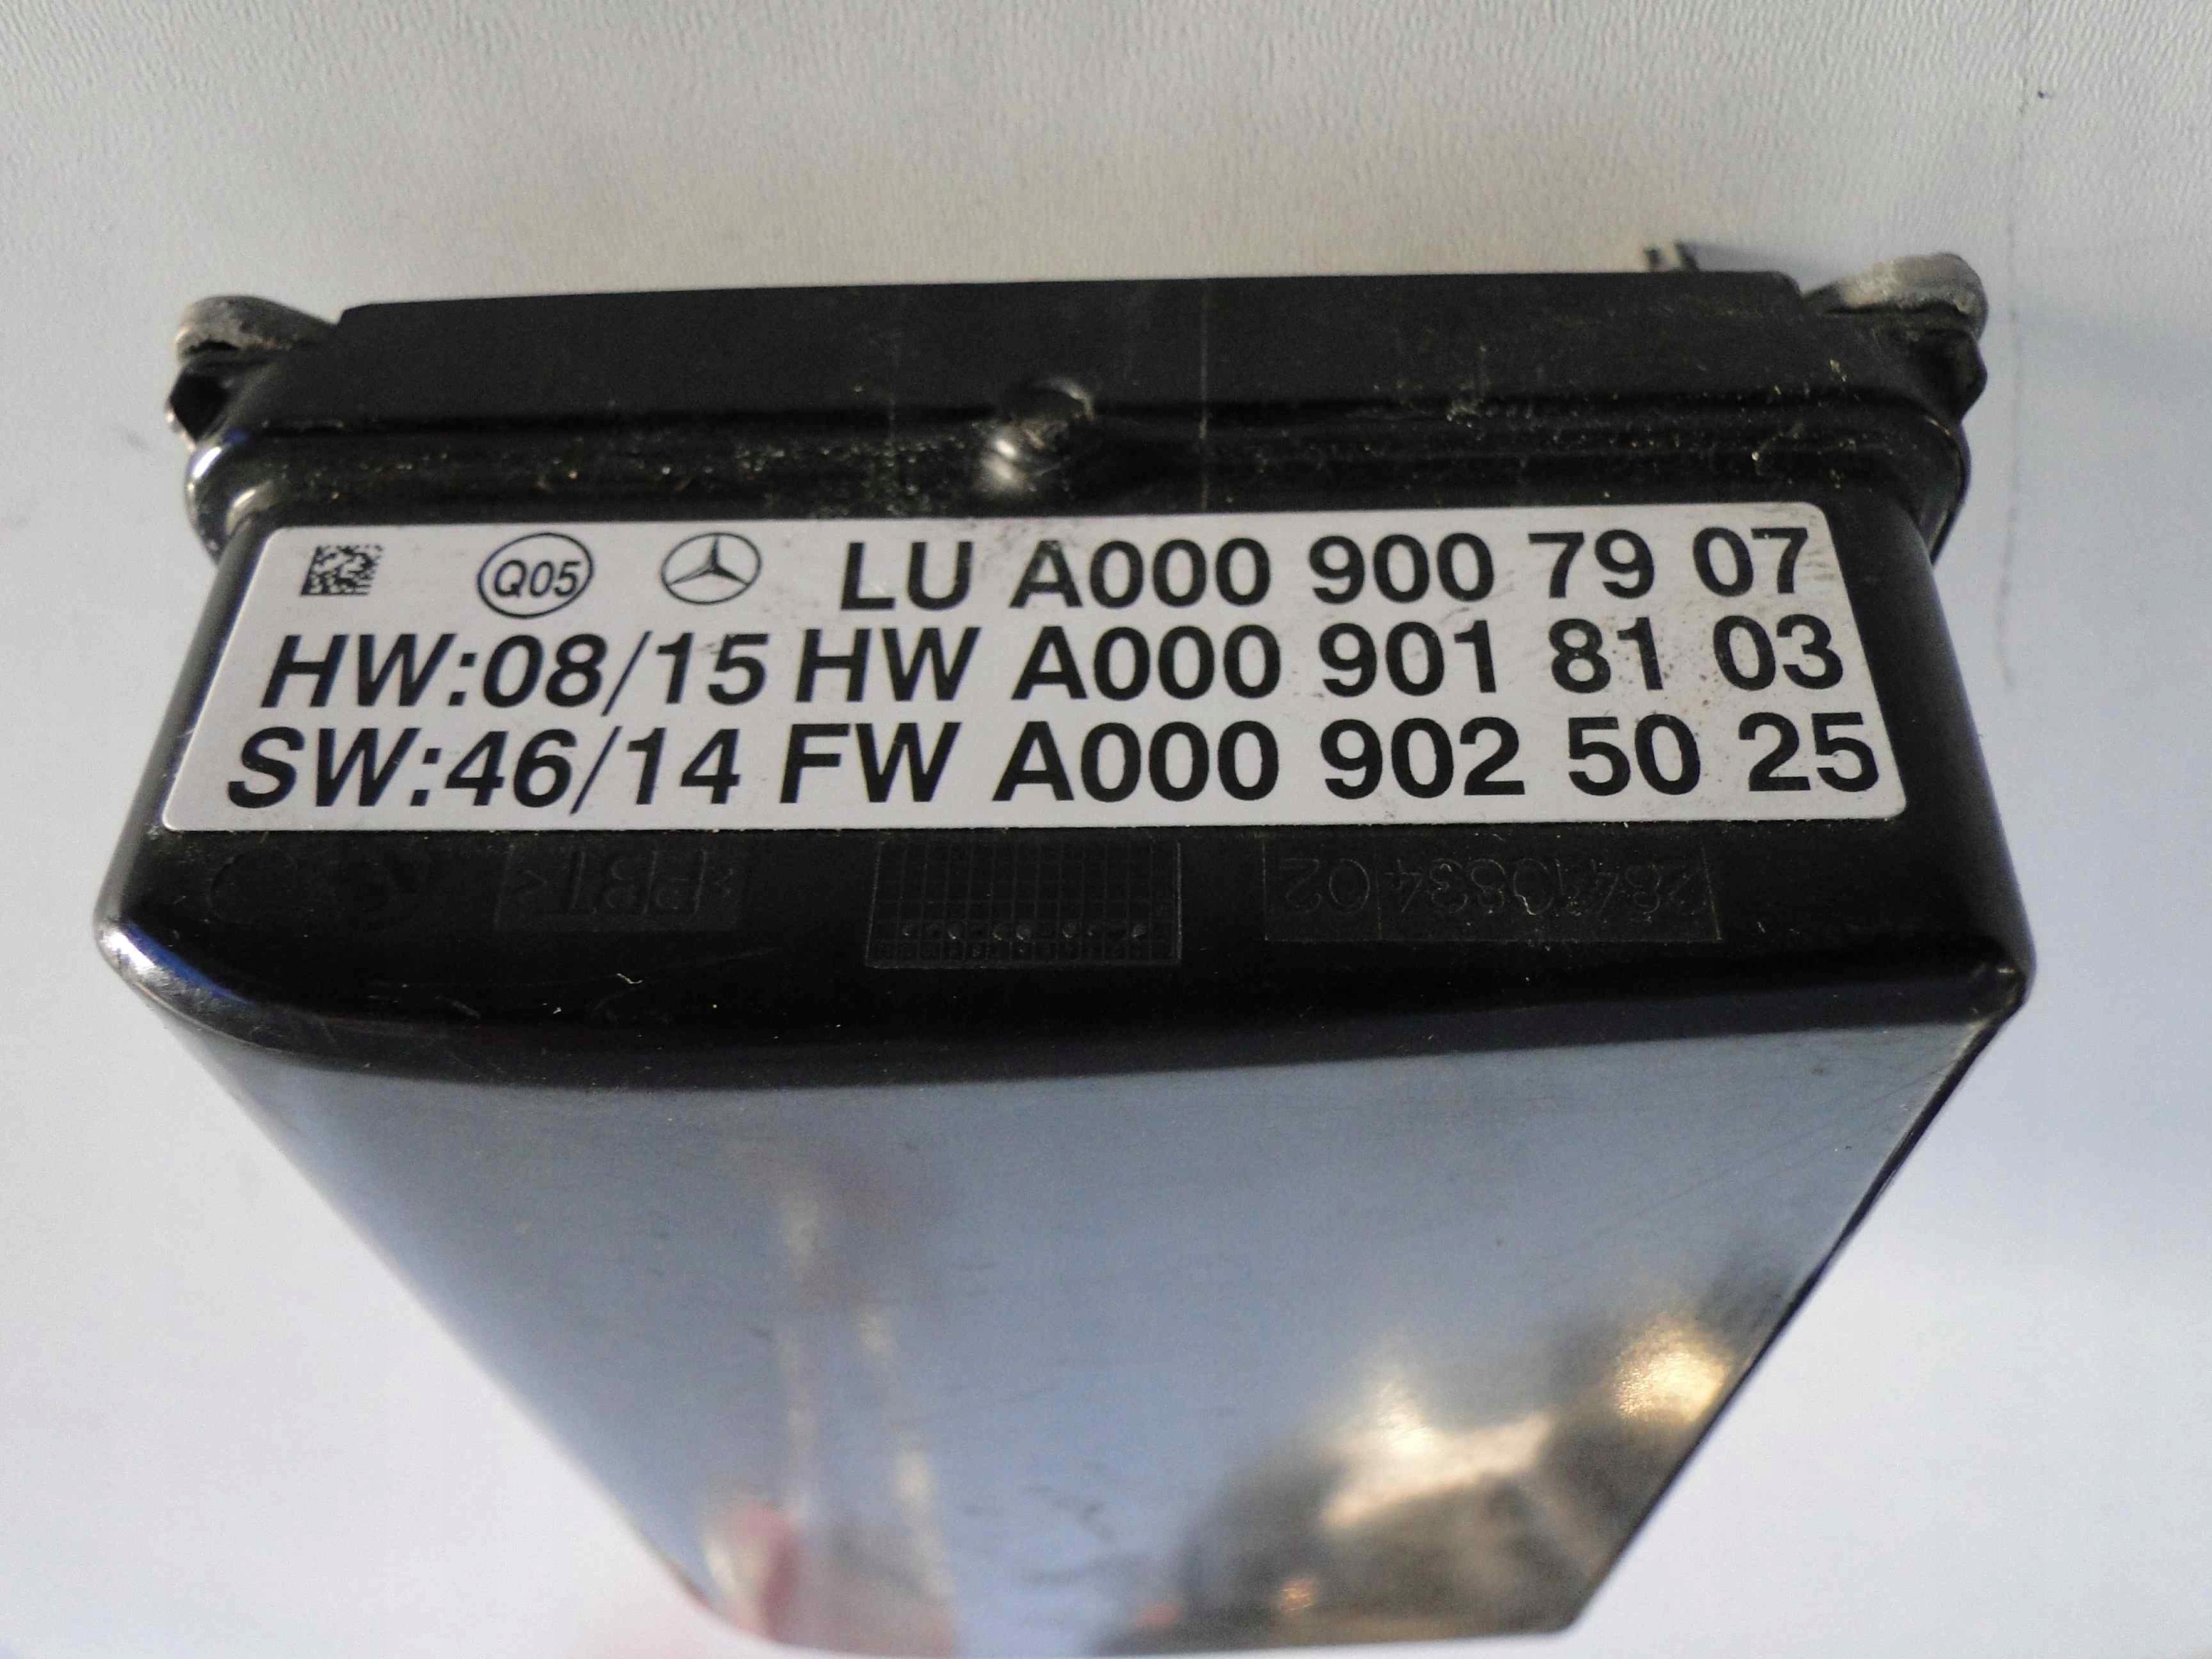 Q05 LU A000 900 79 07
HW:08/15 HW A000 901 81 03
SW:46/14 FW A000 902 50 25
>PBT<